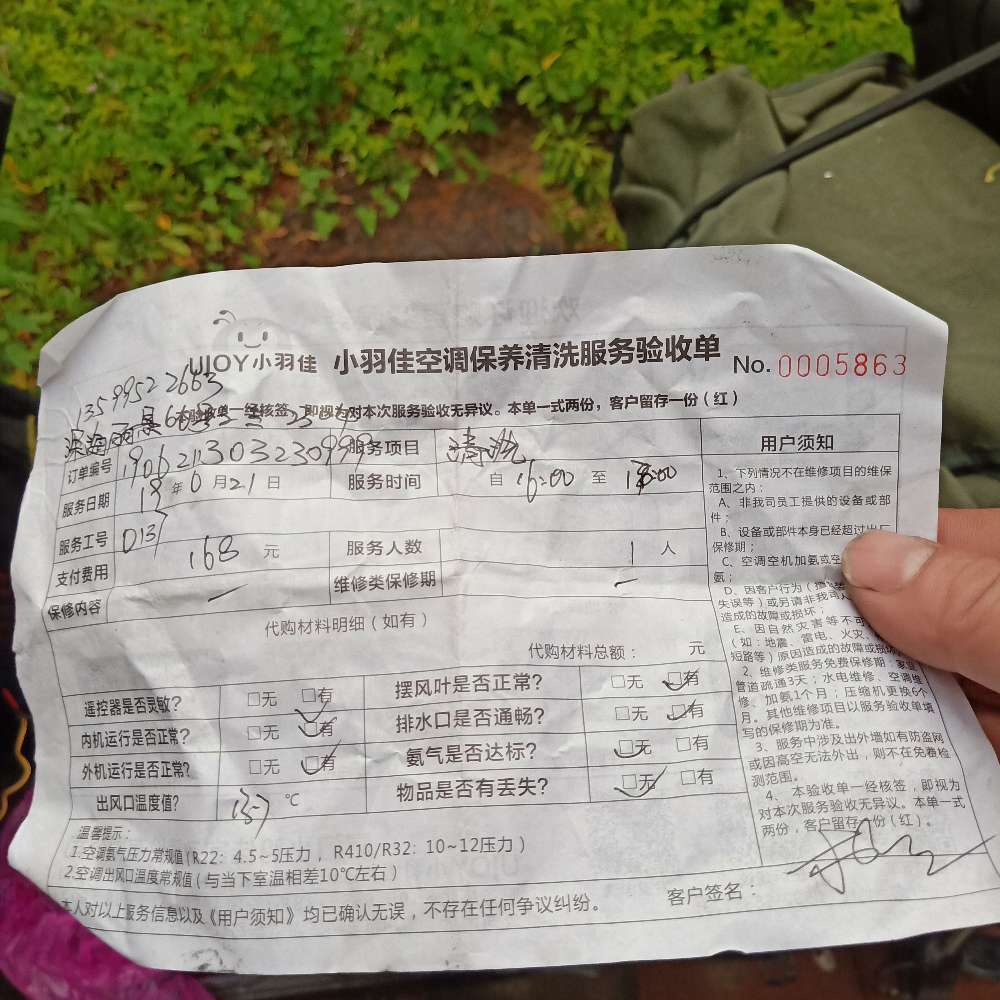 UJOY小羽佳 小羽佳空调保养清洗服务验收单 No. 0005863
13599522663
本验收单一经核签，即视为对本次服务验收无异议。本单一式两份，客户留存一份（红）
订单编号 服务项目 清洗
服务日期 年 月 21 日 服务时间 自 16:00 至
服务工号 013
支付费用 168 元 服务人数 1 人
保修内容 — 维修类保修期 —
代购材料明细（如有）
代购材料总额： 元
遥控器是否灵敏？ □无 □有 摆风叶是否正常？ □无 □有
内机运行是否正常？ □无 □有 排水口是否通畅？ □无 □有
外机运行是否正常？ □无 □有 氨气是否达标？ □无 □有
出风口温度值？ ℃ 物品是否有丢失？ □无 □有
温馨提示：
1.空调氨气压力常规值（R22：4.5~5压力，R410/R32：10~12压力）
2.空调出风口温度常规值（与当下室温相差10℃左右）
本人对以上服务信息以及《用户须知》均已确认无误，不存在任何争议纠纷。
客户签名：
用户须知
1、下列情况不在维修项目的维保
范围之内：
A、非我司员工提供的设备或部
件；
B、设备或部件本身已经超过出厂
保修期；
C、空调空机加氨或
氨；
D、因客户行为
失误等）或另请非我司
造成的故障或损坏；
E、因自然灾害等不可
（如：地震、雷电、火灾、
短路等）原因造成的故障或损坏
2、维修类服务免费保修期：家
管道疏通3天；水电维修、空调维
修、加氨1个月；压缩机更换6个
月。其他维修项目以服务验收单填
写的保修期为准。
3、服务中涉及出外墙如有防盗网
或因高空无法外出，则不在免费检
测范围。
4、本验收单一经核签，即视为
对本次服务验收无异议。本单一式
两份，客户留存一份（红）。